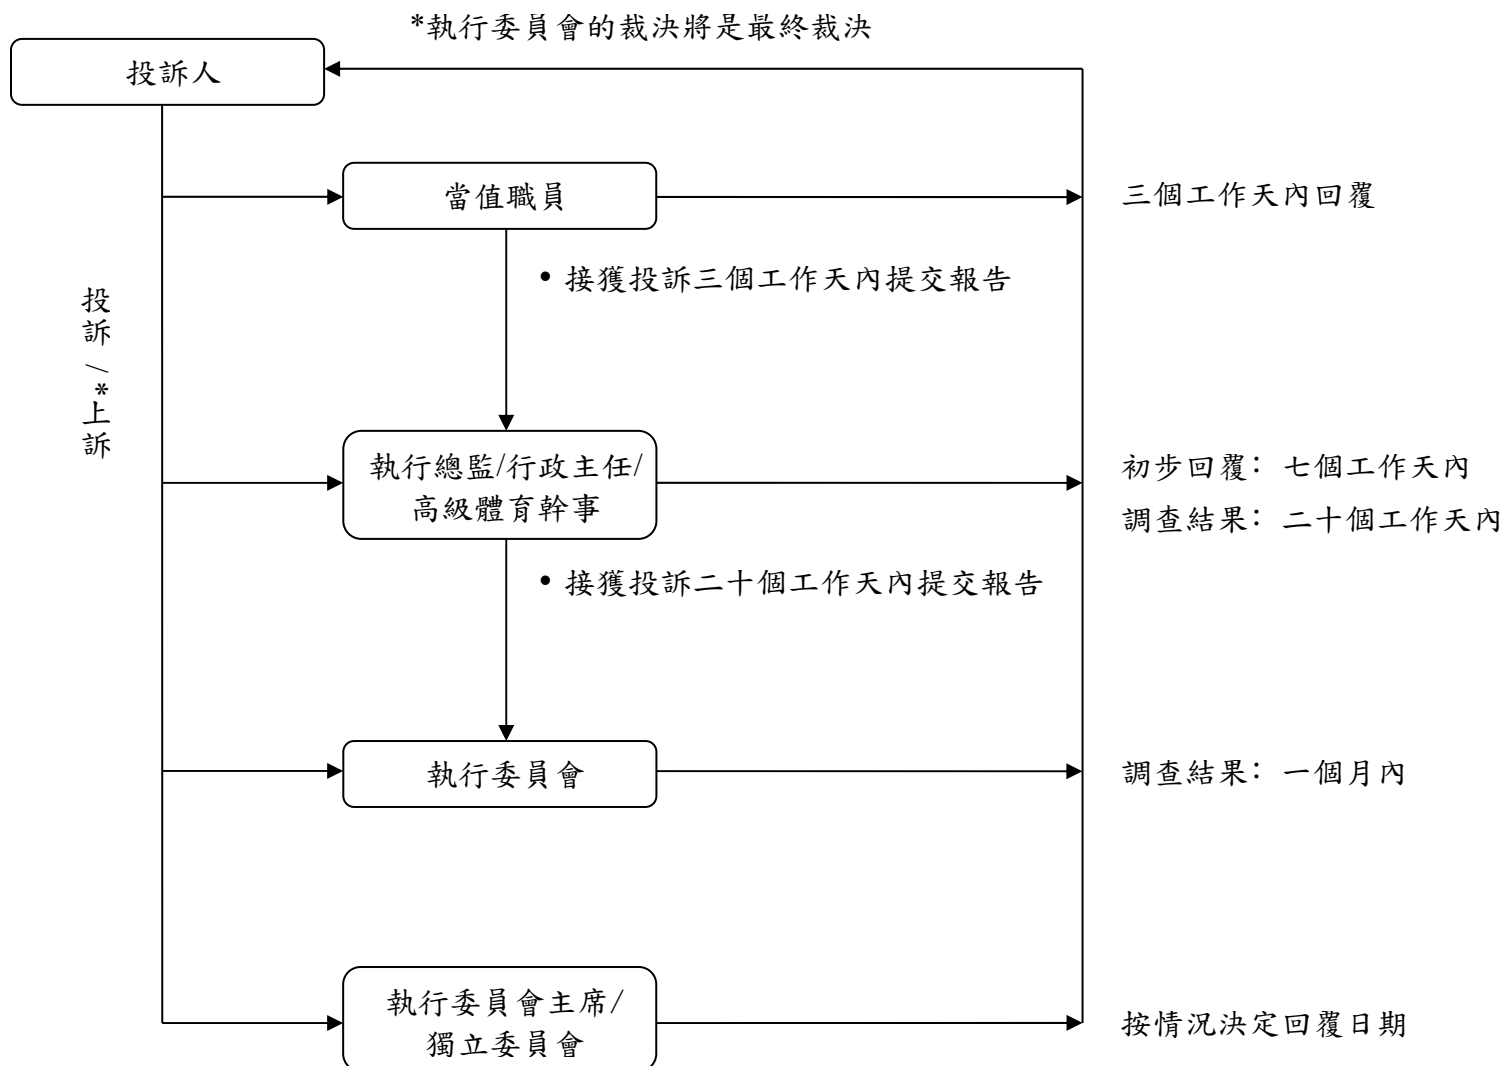 *執行委員會的裁決將是最終裁決
投訴人
當值職員
三個工作天內回覆
• 接獲投訴三個工作天內提交報告
投訴 / *上訴
執行總監/行政主任/
高級體育幹事
初步回覆：七個工作天內
調查結果：二十個工作天內
• 接獲投訴二十個工作天內提交報告
執行委員會
調查結果：一個月內
執行委員會主席/
獨立委員會
按情況決定回覆日期